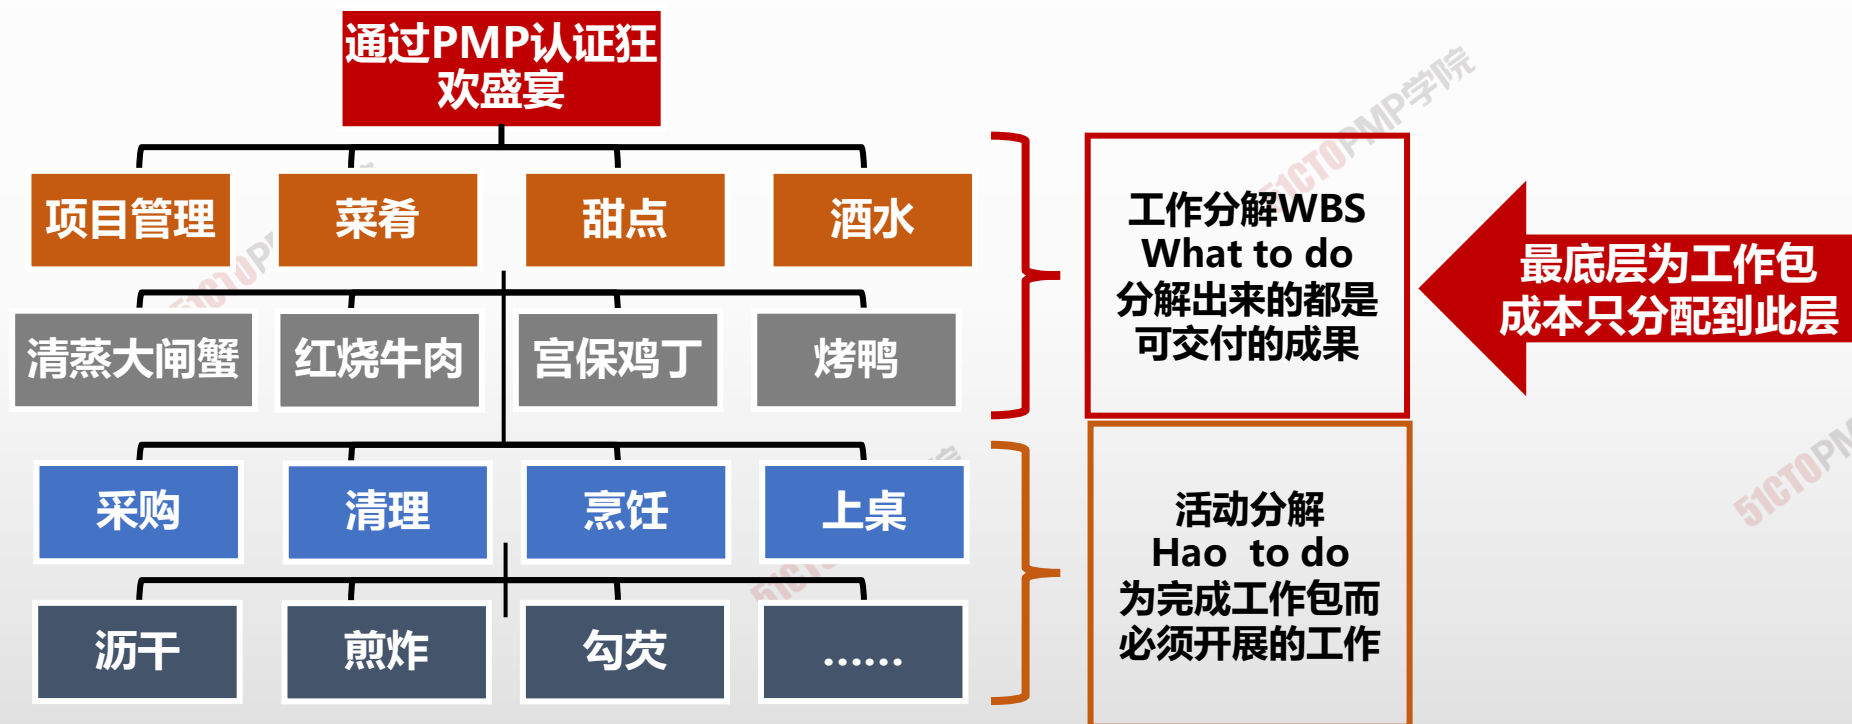 通过PMP认证狂
欢盛宴
项目管理
菜肴
甜点
酒水
清蒸大闸蟹
红烧牛肉
宫保鸡丁
烤鸭
采购
清理
烹饪
上桌
沥干
煎炸
勾芡
......
工作分解WBS
What to do
分解出来的都是
可交付的成果
最底层为工作包
成本只分配到此层
活动分解
Hao to do
为完成工作包而
必须开展的工作
51CTOPMP学院